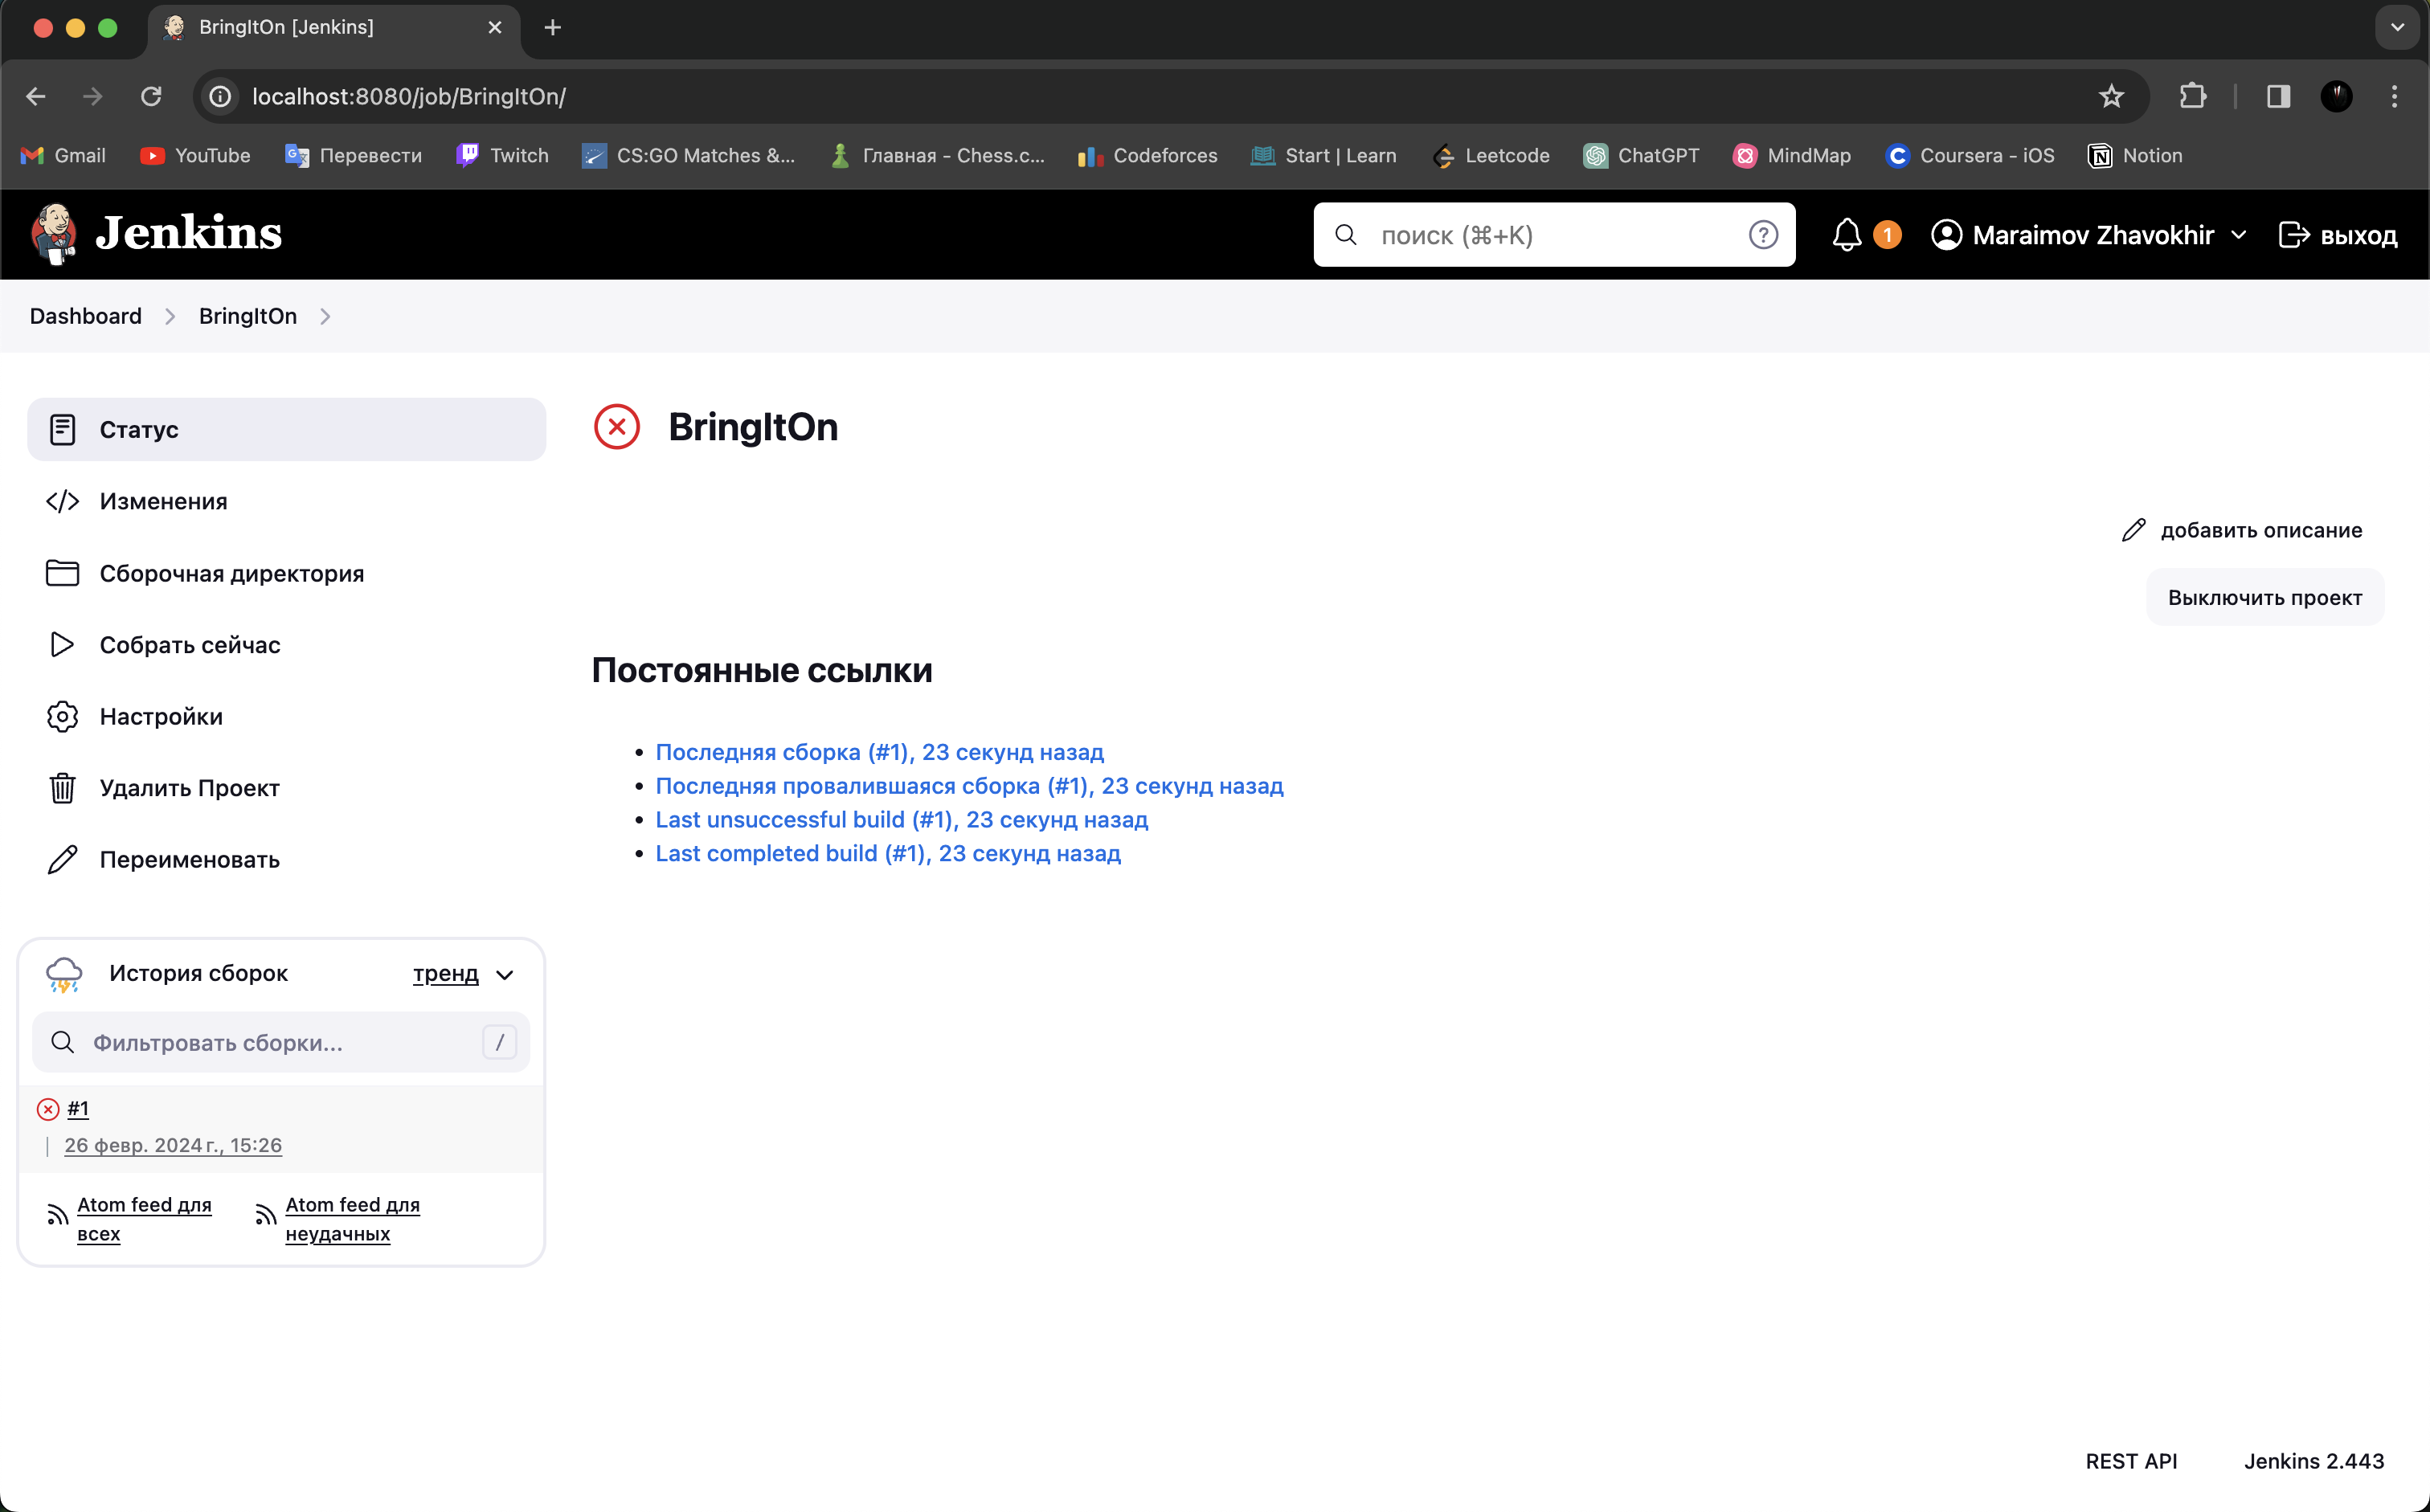 BringItOn [Jenkins]
localhost:8080/job/BringItOn/
Gmail YouTube Перевести Twitch CS:GO Matches &... Главная - Chess.c... Codeforces Start | Learn Leetcode ChatGPT MindMap Coursera - iOS Notion
Jenkins поиск (⌘+K) ? 1 Maraimov Zhavokhir выход
Dashboard BringItOn
Статус
Изменения
Сборочная директория
Собрать сейчас
Настройки
Удалить Проект
Переименовать
История сборок тренд
Фильтровать сборки... /
#1
26 февр. 2024 г., 15:26
Atom feed для всех
Atom feed для неудачных
BringItOn
добавить описание
Выключить проект
Постоянные ссылки
• Последняя сборка (#1), 23 секунд назад
• Последняя провалившаяся сборка (#1), 23 секунд назад
• Last unsuccessful build (#1), 23 секунд назад
• Last completed build (#1), 23 секунд назад
REST API Jenkins 2.443